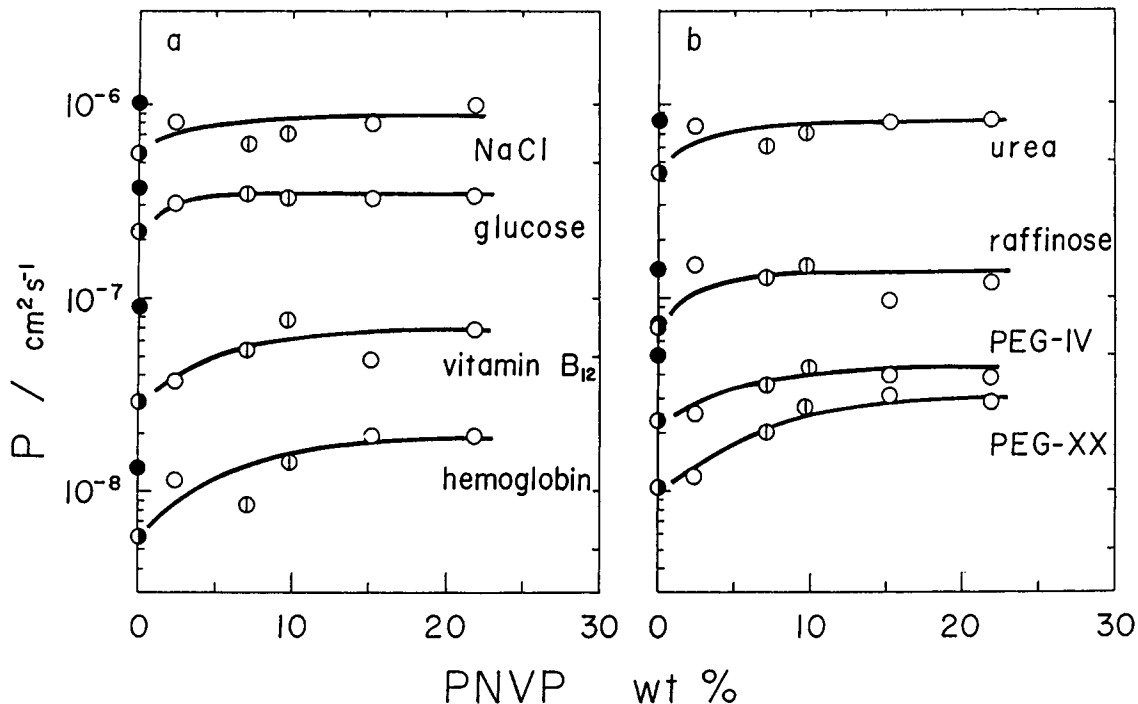 a
b
10⁻⁶
NaCl
urea
glucose
raffinose
10⁻⁷
vitamin B₁₂
PEG-IV
10⁻⁸
hemoglobin
PEG-XX
P / cm² s⁻¹
0 10 20 30
0 10 20 30
PNVP wt %